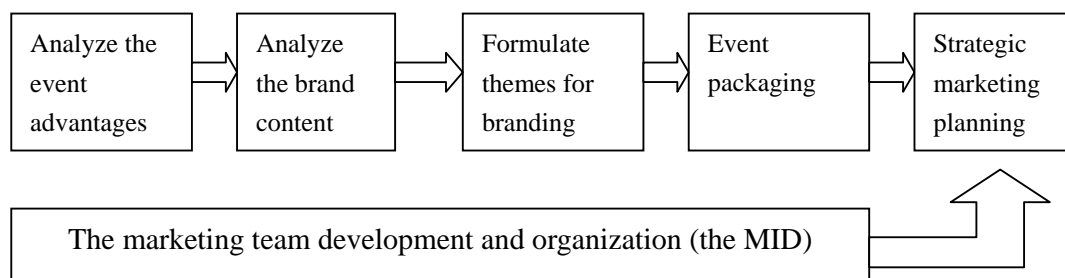 Analyze the
event
advantages
Analyze
the brand
content
Formulate
themes for
branding
Event
packaging
Strategic
marketing
planning
The marketing team development and organization (the MID)